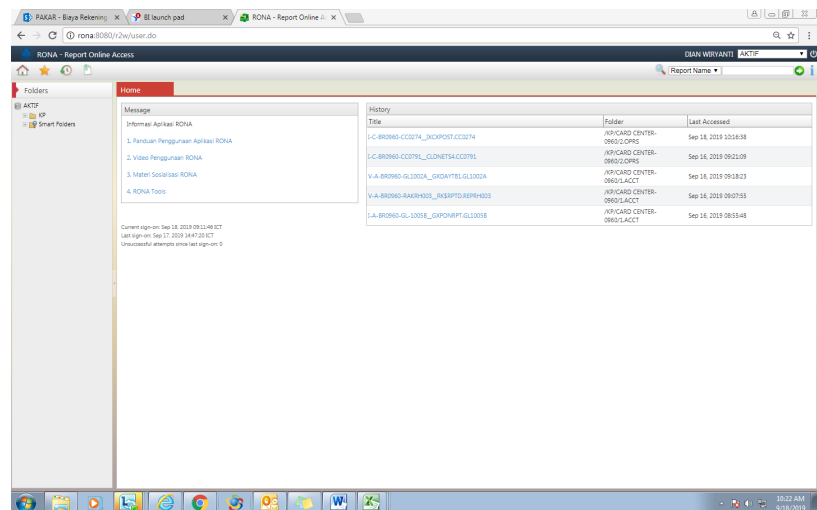 PAKAR - Biaya Rekening
BI launch pad
RONA - Report Online A
rona:8080/r2w/user.do
RONA - Report Online Access
DIAN WIRYANTI AKTIF
Report Name
Folders
Home
AKTIF
KP
Smart Folders
Message
Informasi Aplikasi RONA
1. Panduan Penggunaan Aplikasi RONA
2. Video Penggunaan RONA
3. Materi Sosialisasi RONA
4. RONA Tools
Current sign-on: Sep 18, 2019 09:11:46 ICT
Last sign-on: Sep 17, 2019 14:47:20 ICT
Unsuccessful attempts since last sign-on: 0
History
Title Folder Last Accessed
I-C-BR0960-CC0274__IXCXPOST.CC0274 /KP/CARD CENTER-0960/2.OPRS Sep 18, 2019 10:16:38
I-C-BR0960-CC0791__CLONETS4.CC0791 /KP/CARD CENTER-0960/2.OPRS Sep 16, 2019 09:21:09
V-A-BR0960-GL1002A__GXDAYTB1.GL1002A /KP/CARD CENTER-0960/1.ACCT Sep 16, 2019 09:18:23
V-A-BR0960-RAKRH003__RK$RPTD.REPRH003 /KP/CARD CENTER-0960/1.ACCT Sep 16, 2019 09:07:55
I-A-BR0960-GL-1005B__GXPONRPT.GL1005B /KP/CARD CENTER-0960/1.ACCT Sep 16, 2019 08:55:48
10:22 AM
9/18/2019